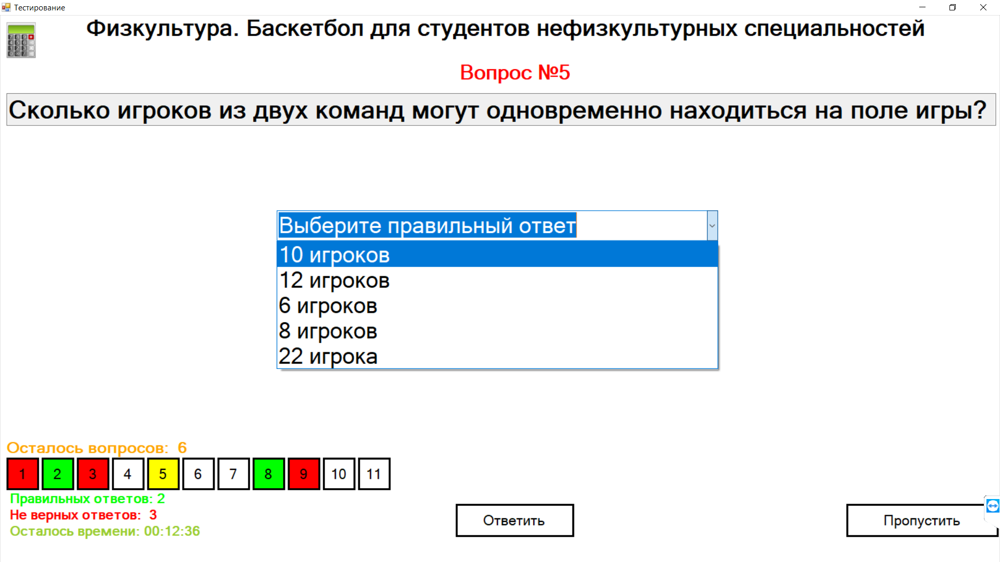 Тестирование
Физкультура. Баскетбол для студентов нефизкультурных специальностей
Вопрос №5
Сколько игроков из двух команд могут одновременно находиться на поле игры?
Выберите правильный ответ
10 игроков
12 игроков
6 игроков
8 игроков
22 игрока
Осталось вопросов: 6
1 2 3 4 5 6 7 8 9 10 11
Правильных ответов: 2
Не верных ответов: 3
Осталось времени: 00:12:36
Ответить
Пропустить